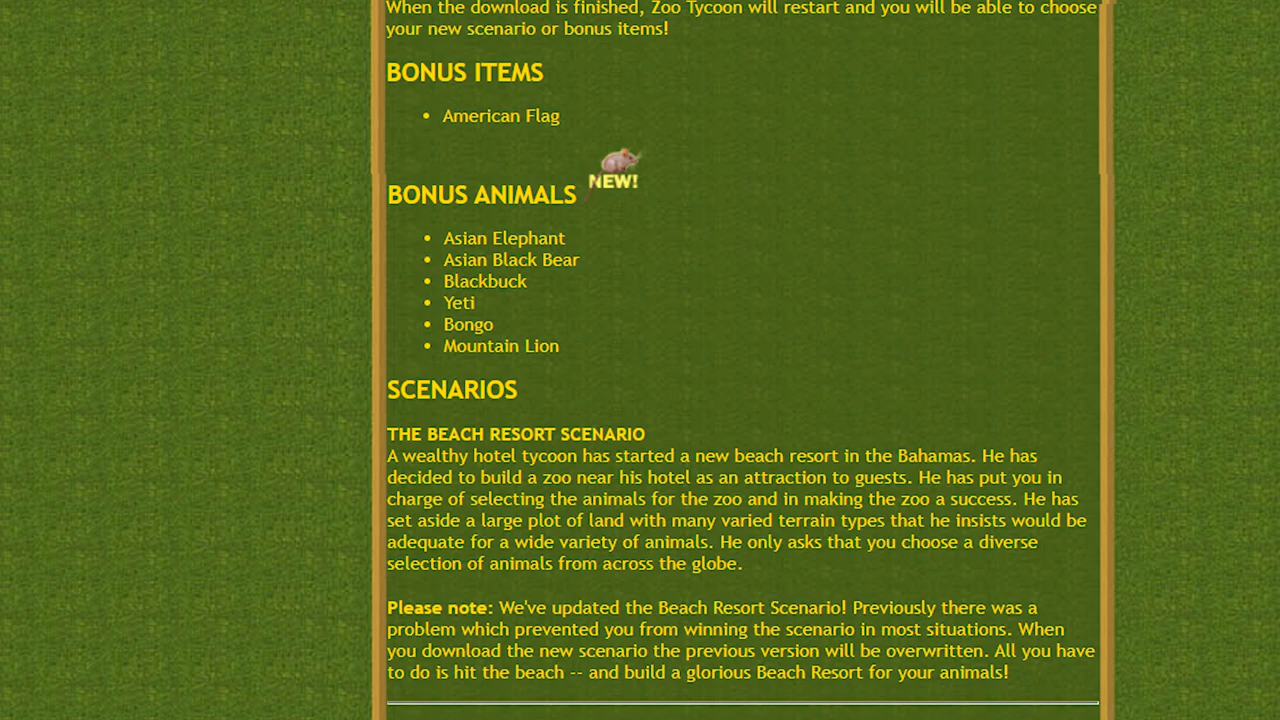 When the download is finished, Zoo Tycoon will restart and you will be able to choose
your new scenario or bonus items!
BONUS ITEMS
• American Flag
NEW!
BONUS ANIMALS
• Asian Elephant
• Asian Black Bear
• Blackbuck
• Yeti
• Bongo
• Mountain Lion
SCENARIOS
THE BEACH RESORT SCENARIO
A wealthy hotel tycoon has started a new beach resort in the Bahamas. He has
decided to build a zoo near his hotel as an attraction to guests. He has put you in
charge of selecting the animals for the zoo and in making the zoo a success. He has
set aside a large plot of land with many varied terrain types that he insists would be
adequate for a wide variety of animals. He only asks that you choose a diverse
selection of animals from across the globe.
Please note: We've updated the Beach Resort Scenario! Previously there was a
problem which prevented you from winning the scenario in most situations. When
you download the new scenario the previous version will be overwritten. All you have
to do is hit the beach -- and build a glorious Beach Resort for your animals!